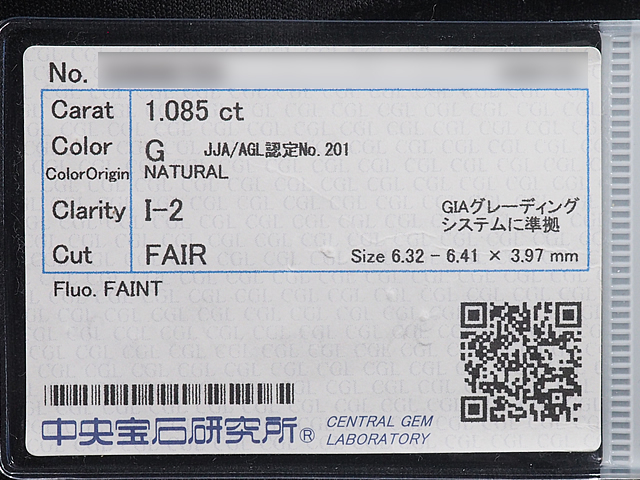 No.
Carat 1.085 ct
Color G JJA/AGL認定No.201
ColorOrigin NATURAL
Clarity I-2 GIAグレーディング
システムに準拠
Cut FAIR Size 6.32 - 6.41 × 3.97 mm
Fluo. FAINT
中央宝石研究所® CENTRAL GEM
LABORATORY